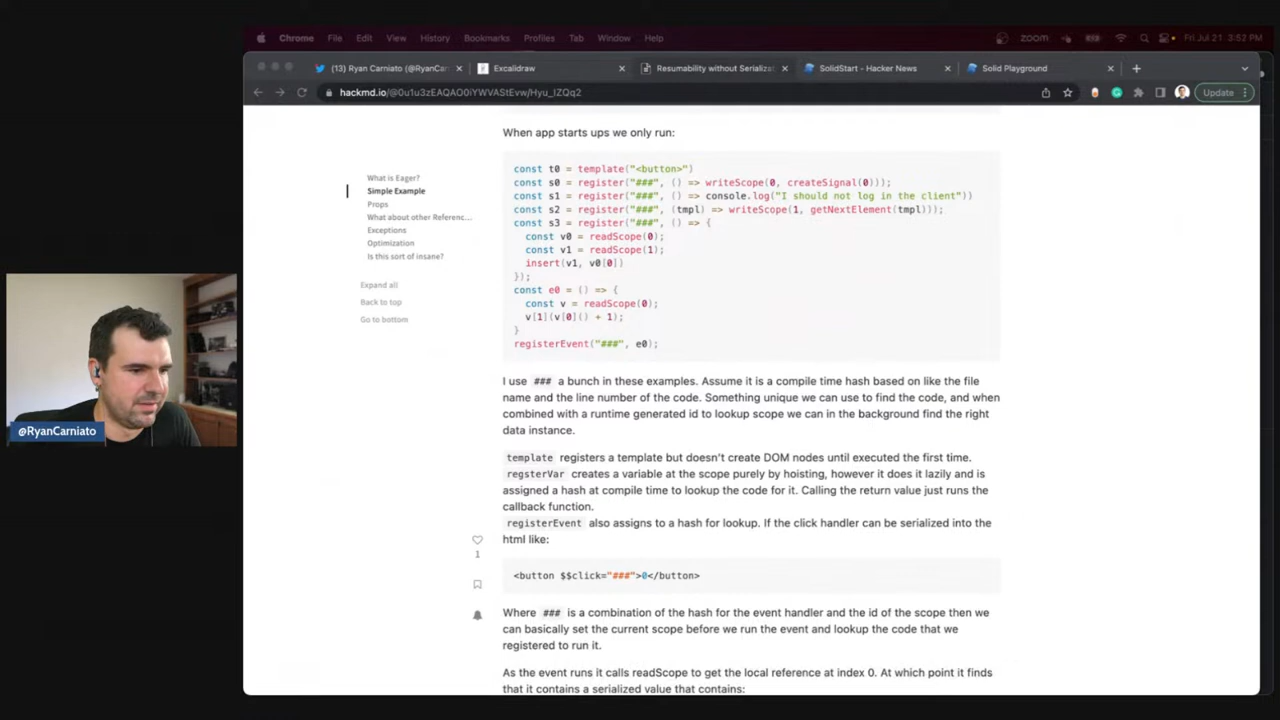 Chrome File Edit View History Bookmarks Profiles Tab Window Help
zoom
Fri Jul 21 3:52 PM
(13) Ryan Carniato (@RyanCar
Excalidraw
Resumability without Serializat
SolidStart - Hacker News
Solid Playground
hackmd.io/@0u1u3zEAQAO0iYWVAStEvw/Hyu_IZQq2
Update
What is Eager?
Simple Example
Props
What about other Referenc...
Exceptions
Optimization
Is this sort of insane?
Expand all
Back to top
Go to bottom
When app starts ups we only run:
const t0 = template("<button>")
const s0 = register("###", () => writeScope(0, createSignal(0)));
const s1 = register("###", () => console.log("I should not log in the client"))
const s2 = register("###", (tmpl) => writeScope(1, getNextElement(tmpl)));
const s3 = register("###", () => {
const v0 = readScope(0);
const v1 = readScope(1);
insert(v1, v0[0])
});
const e0 = () => {
const v = readScope(0);
v[1](v[0]() + 1);
}
registerEvent("###", e0);
I use ### a bunch in these examples. Assume it is a compile time hash based on like the file
name and the line number of the code. Something unique we can use to find the code, and when
combined with a runtime generated id to lookup scope we can in the background find the right
data instance.
template registers a template but doesn't create DOM nodes until executed the first time.
regsterVar creates a variable at the scope purely by hoisting, however it does it lazily and is
assigned a hash at compile time to lookup the code for it. Calling the return value just runs the
callback function.
registerEvent also assigns to a hash for lookup. If the click handler can be serialized into the
html like:
1
<button $$click="###">0</button>
Where ### is a combination of the hash for the event handler and the id of the scope then we
can basically set the current scope before we run the event and lookup the code that we
registered to run it.
As the event runs it calls readScope to get the local reference at index 0. At which point it finds
that it contains a serialized value that contains:
@RyanCarniato